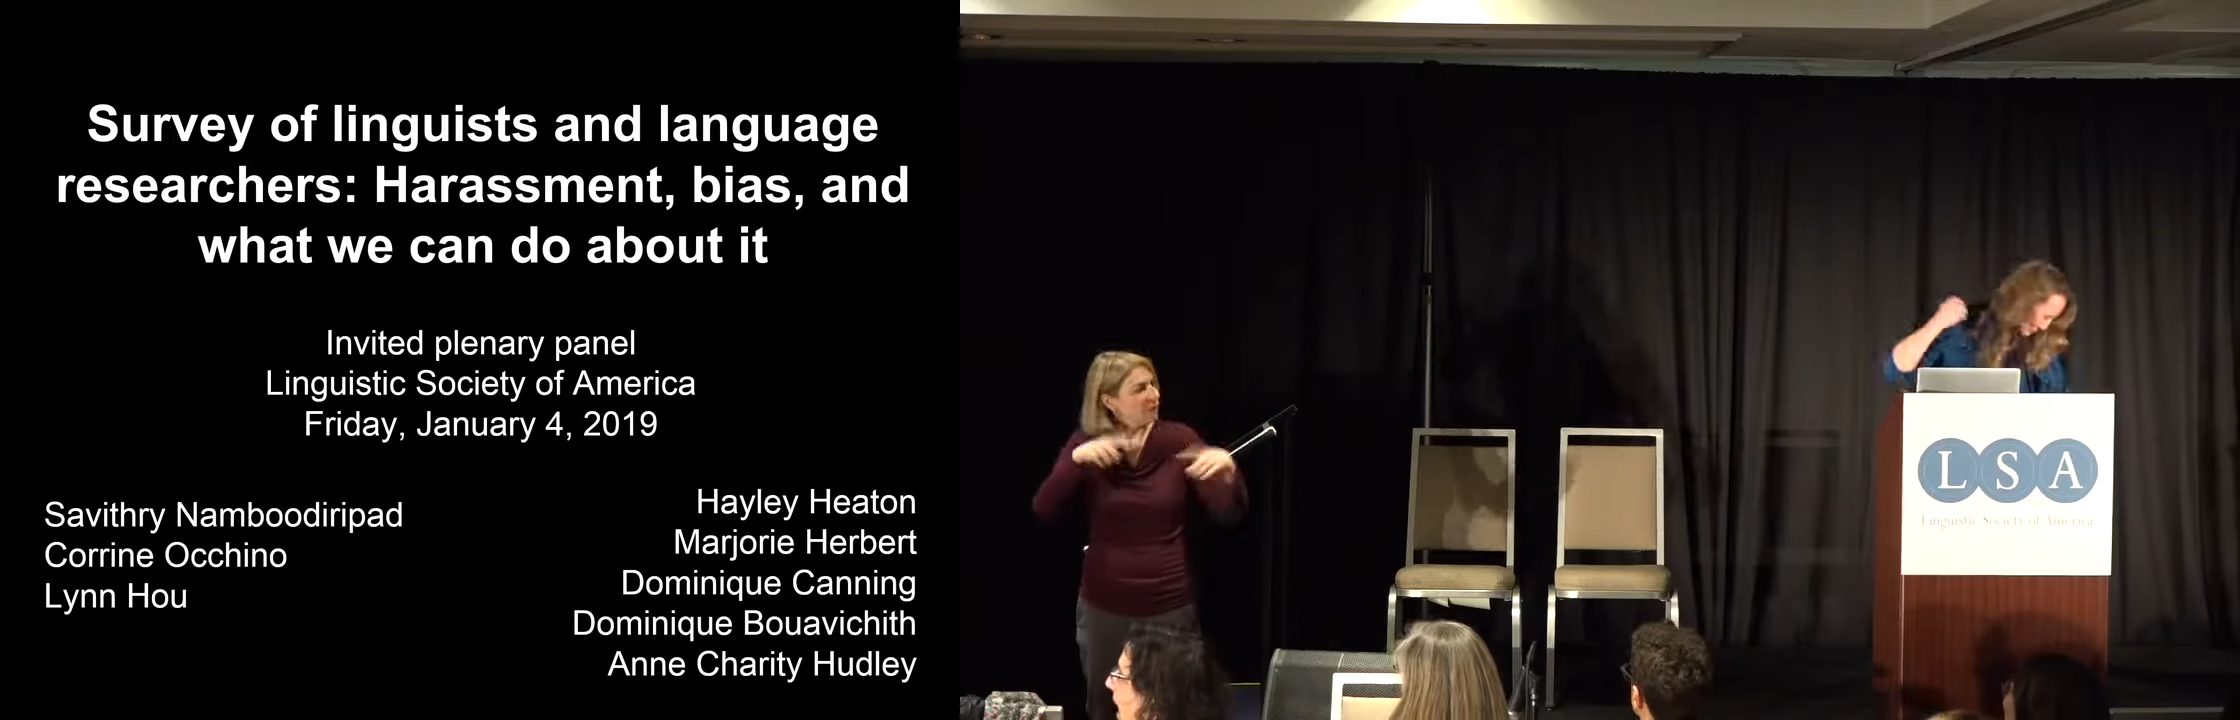 Survey of linguists and language
researchers: Harassment, bias, and
what we can do about it
Invited plenary panel
Linguistic Society of America
Friday, January 4, 2019
Savithry Namboodiripad
Corrine Occhino
Lynn Hou
Hayley Heaton
Marjorie Herbert
Dominique Canning
Dominique Bouavichith
Anne Charity Hudley
LSA
Linguistic Society of America